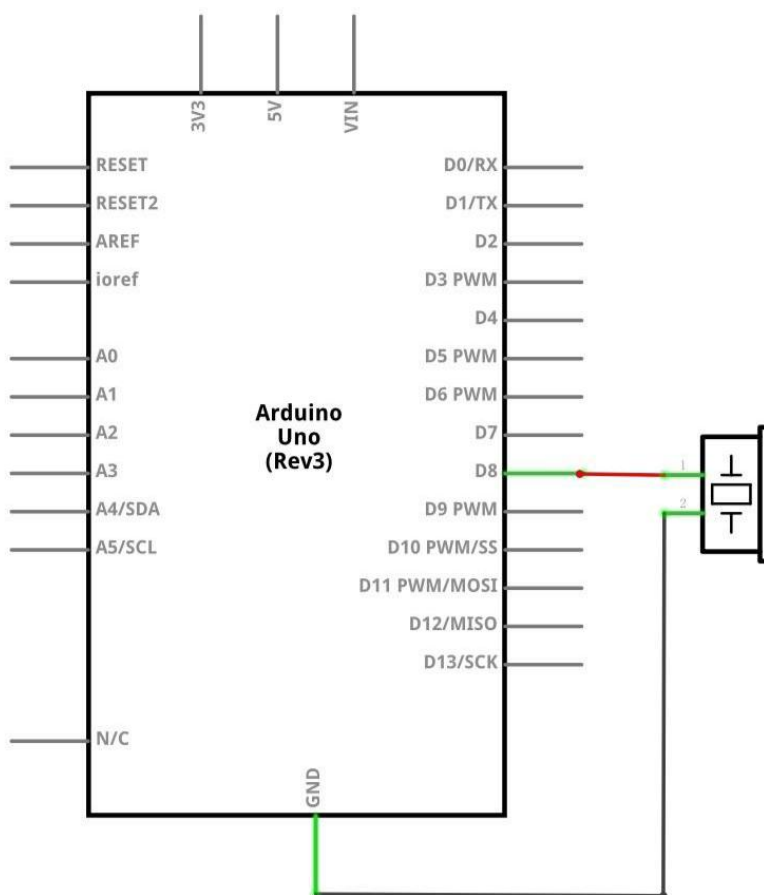 3V3
5V
VIN
RESET
RESET2
AREF
ioref
A0
A1
A2
A3
A4/SDA
A5/SCL
N/C
Arduino
Uno
(Rev3)
D0/RX
D1/TX
D2
D3 PWM
D4
D5 PWM
D6 PWM
D7
D8
D9 PWM
D10 PWM/SS
D11 PWM/MOSI
D12/MISO
D13/SCK
GND
1
2